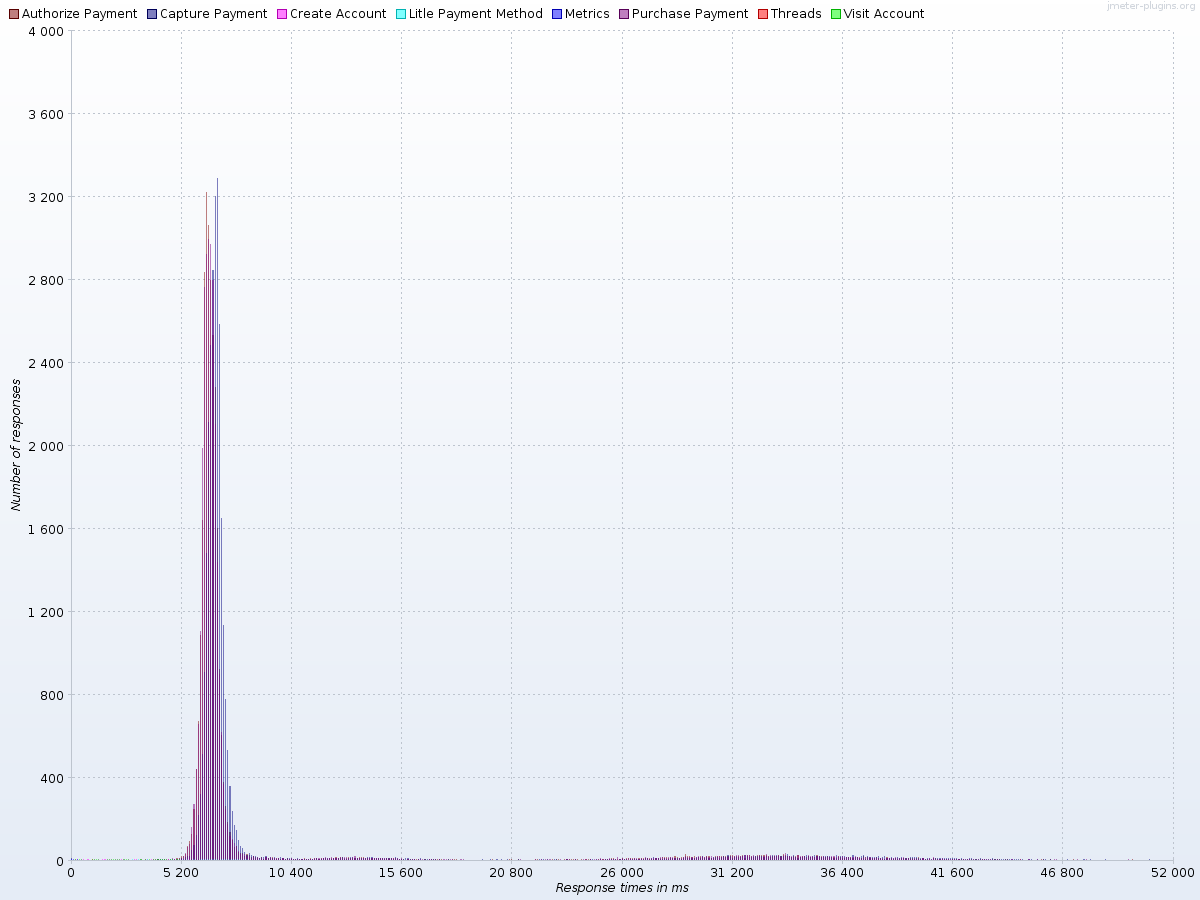 Authorize Payment Capture Payment Create Account Litle Payment Method Metrics Purchase Payment Threads Visit Account
jmeter-plugins.org
4 000
3 600
3 200
2 800
2 400
2 000
1 600
1 200
800
400
0
Number of responses
0 5 200 10 400 15 600 20 800 26 000 31 200 36 400 41 600 46 800 52 000
Response times in ms